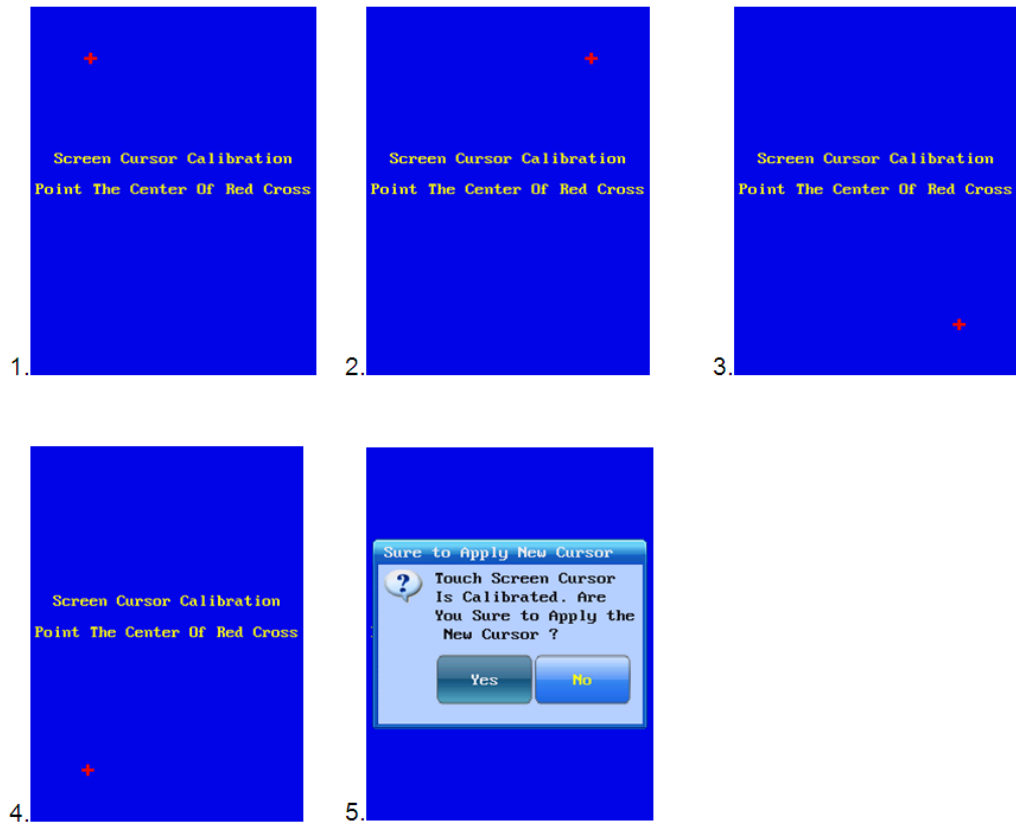 Screen Cursor Calibration
Point The Center Of Red Cross
1.
Screen Cursor Calibration
Point The Center Of Red Cross
2.
Screen Cursor Calibration
Point The Center Of Red Cross
3.
Screen Cursor Calibration
Point The Center Of Red Cross
4.
Sure to Apply New Cursor
?
Touch Screen Cursor
Is Calibrated. Are
You Sure to Apply the
New Cursor ?
Yes
No
5.